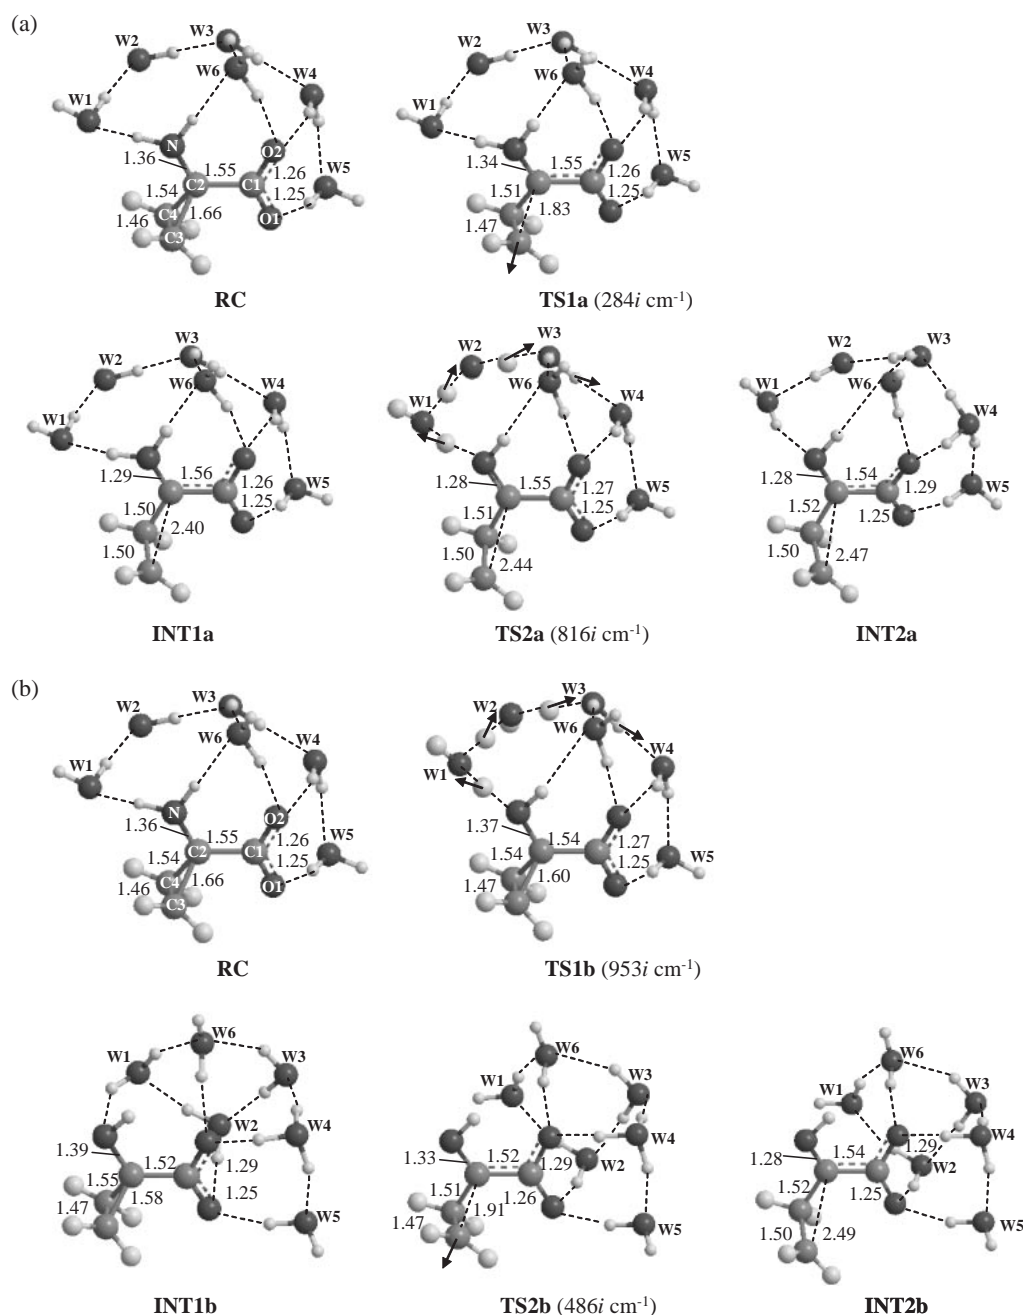 (a)
W3
W2
W6
W4
W1
N
O2
1.36
1.55
W5
C2
C1
1.26
1.25
1.54
1.66
O1
1.46
C4
C3
RC
W3
W2
W6
W4
W1
W5
1.34
1.55
1.26
1.25
1.51
1.83
1.47
TS1a (284i cm-1)
W3
W2
W6
W4
W1
W5
1.29
1.56
1.26
1.25
1.50
2.40
1.50
INT1a
W3
W2
W6
W4
W1
W5
1.28
1.55
1.27
1.25
1.51
1.50
2.44
TS2a (816i cm-1)
W3
W2
W6
W1
W4
W5
1.28
1.54
1.29
1.25
1.52
1.50
2.47
INT2a
(b)
W3
W2
W6
W4
W1
N
O2
1.36
1.55
W5
C2
C1
1.26
1.25
1.54
1.66
O1
1.46
C4
C3
RC
W3
W2
W6
W4
W1
W5
1.37
1.54
1.27
1.25
1.54
1.60
1.47
TS1b (953i cm-1)
W6
W1
W3
W2
W4
1.39
1.52
1.29
1.55
1.58
1.25
1.47
W5
INT1b
W6
W1
W3
W4
W2
1.33
1.52
1.29
1.51
1.26
1.91
1.47
W5
TS2b (486i cm-1)
W6
W1
W3
W4
W2
1.28
1.54
1.29
1.52
1.25
W5
1.50
2.49
INT2b